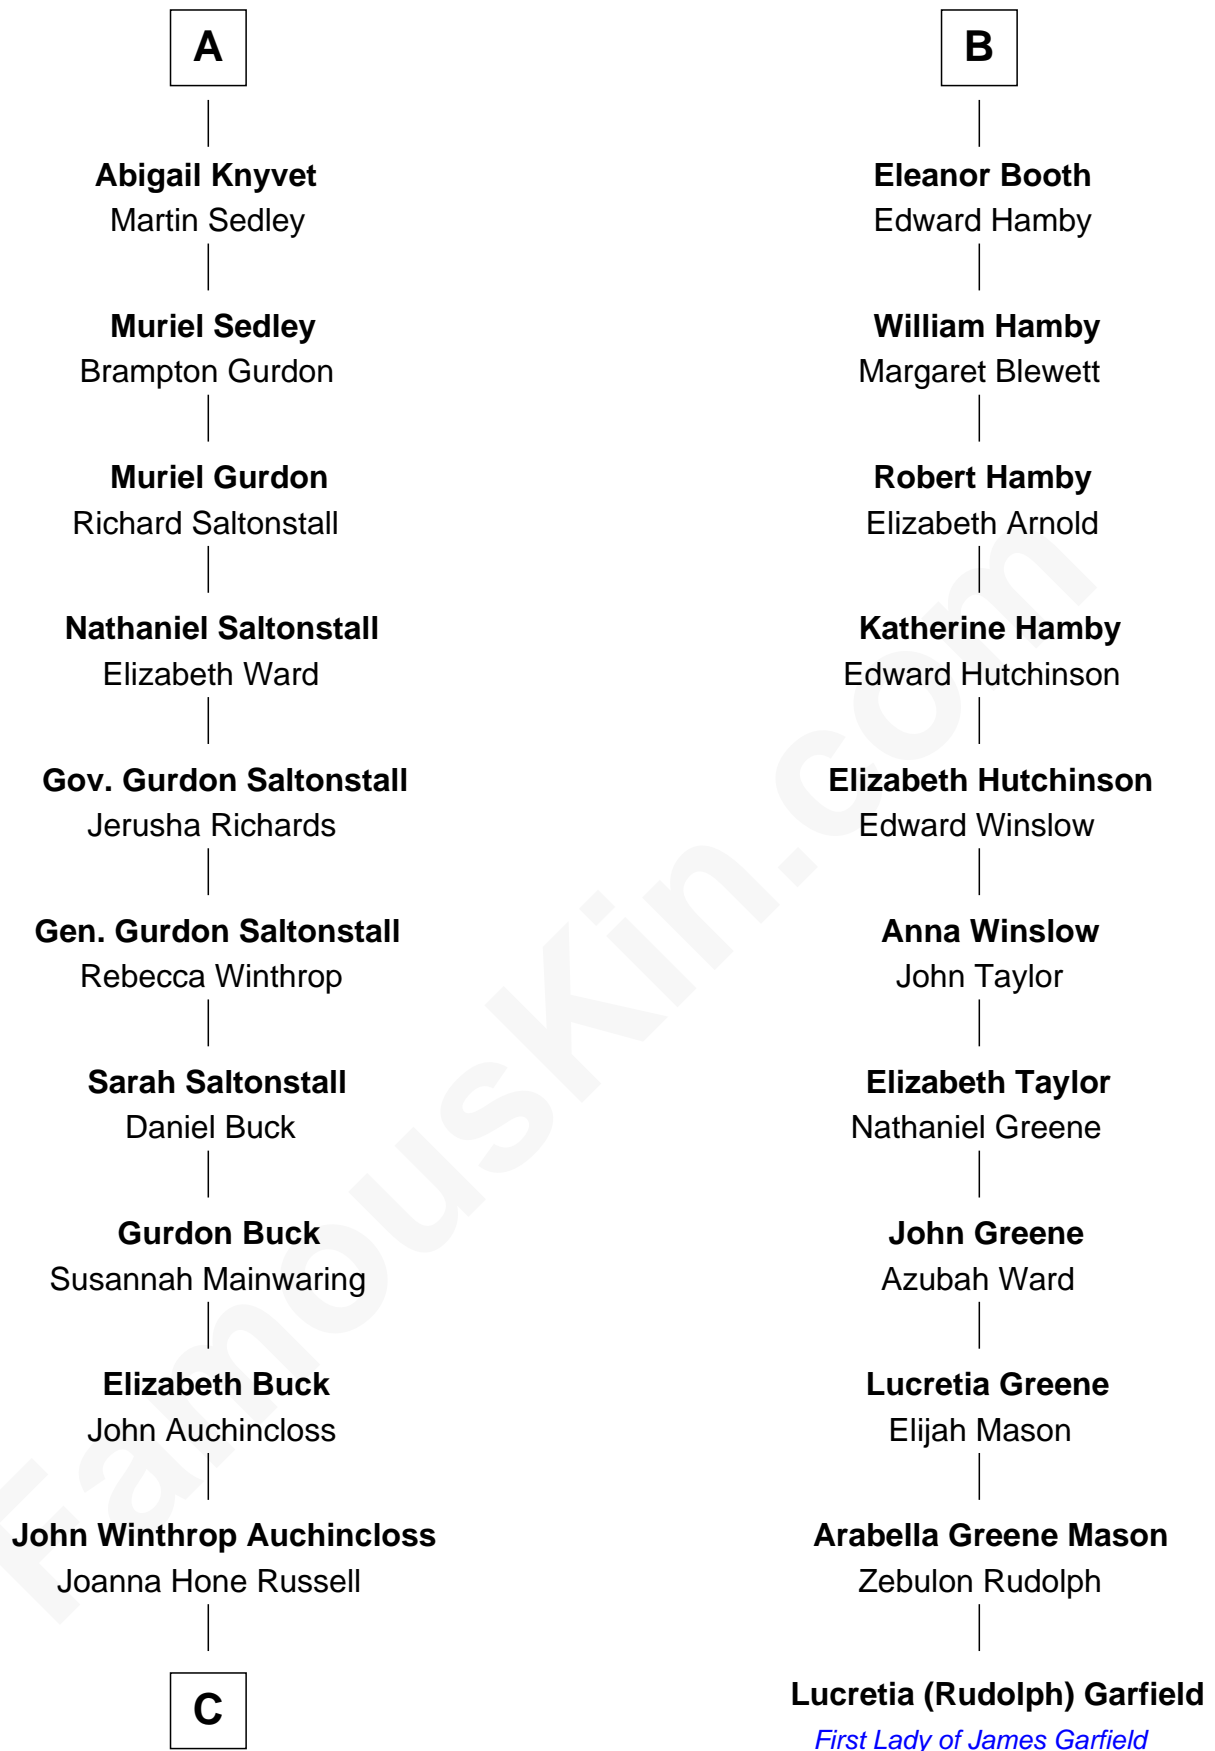 A
Abigail Knyvet
Martin Sedley
Muriel Sedley
Brampton Gurdon
Muriel Gurdon
Richard Saltonstall
Nathaniel Saltonstall
Elizabeth Ward
Gov. Gurdon Saltonstall
Jerusha Richards
Gen. Gurdon Saltonstall
Rebecca Winthrop
Sarah Saltonstall
Daniel Buck
Gurdon Buck
Susannah Mainwaring
Elizabeth Buck
John Auchincloss
John Winthrop Auchincloss
Joanna Hone Russell
C
B
Eleanor Booth
Edward Hamby
William Hamby
Margaret Blewett
Robert Hamby
Elizabeth Arnold
Katherine Hamby
Edward Hutchinson
Elizabeth Hutchinson
Edward Winslow
Anna Winslow
John Taylor
Elizabeth Taylor
Nathaniel Greene
John Greene
Azubah Ward
Lucretia Greene
Elijah Mason
Arabella Greene Mason
Zebulon Rudolph
Lucretia (Rudolph) Garfield
First Lady of James Garfield
FamousKin.com